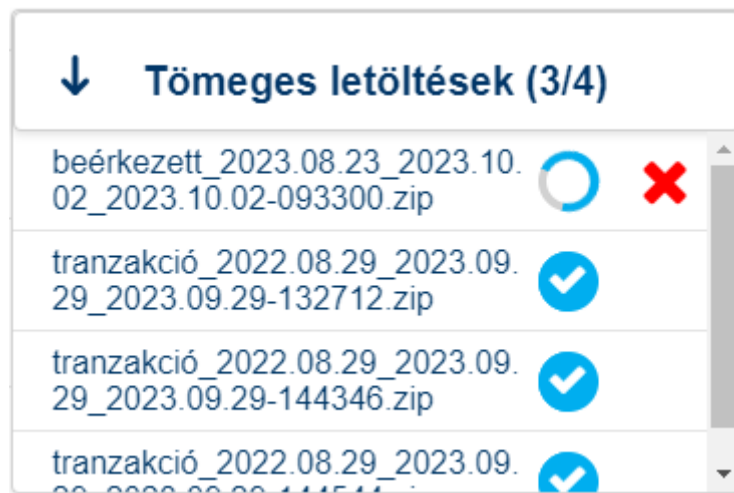 Tömeges letöltések (3/4)
beérkezett_2023.08.23_2023.10.
02_2023.10.02-093300.zip
tranzakció_2022.08.29_2023.09.
29_2023.09.29-132712.zip
tranzakció_2022.08.29_2023.09.
29_2023.09.29-144346.zip
tranzakció_2022.08.29_2023.09.